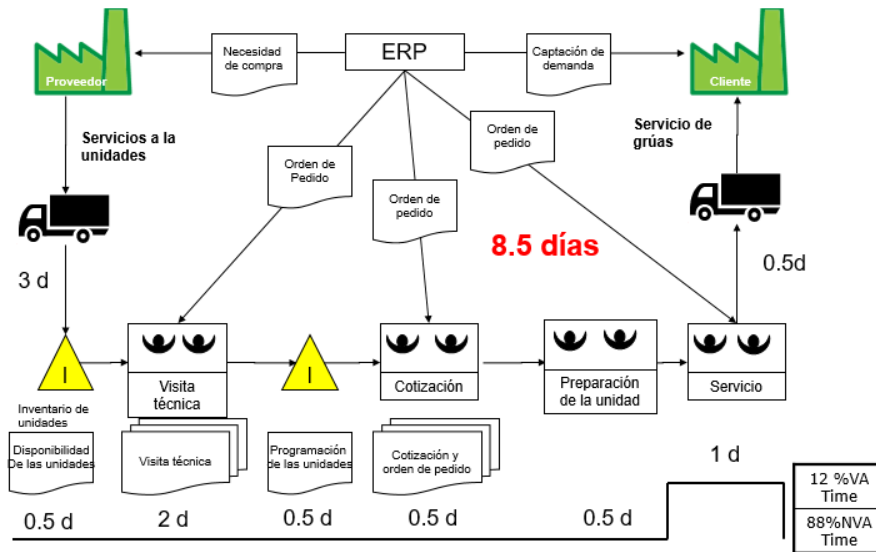 Proveedor
Necesidad
de compra
ERP
Captación de
demanda
Cliente
Servicios a la
unidades
Orden de
Pedido
Orden de
pedido
Orden de
pedido
Servicio de
grúas
8.5 días
3 d
0.5d
I
Visita
técnica
I
Cotización
Preparación
de la unidad
Servicio
Inventario de
unidades
Disponibilidad
De las unidades
Visita técnica
Programación
de las unidades
Cotización y
orden de pedido
1 d
0.5 d
2 d
0.5 d
0.5 d
0.5 d
12 %VA
Time
88%NVA
Time